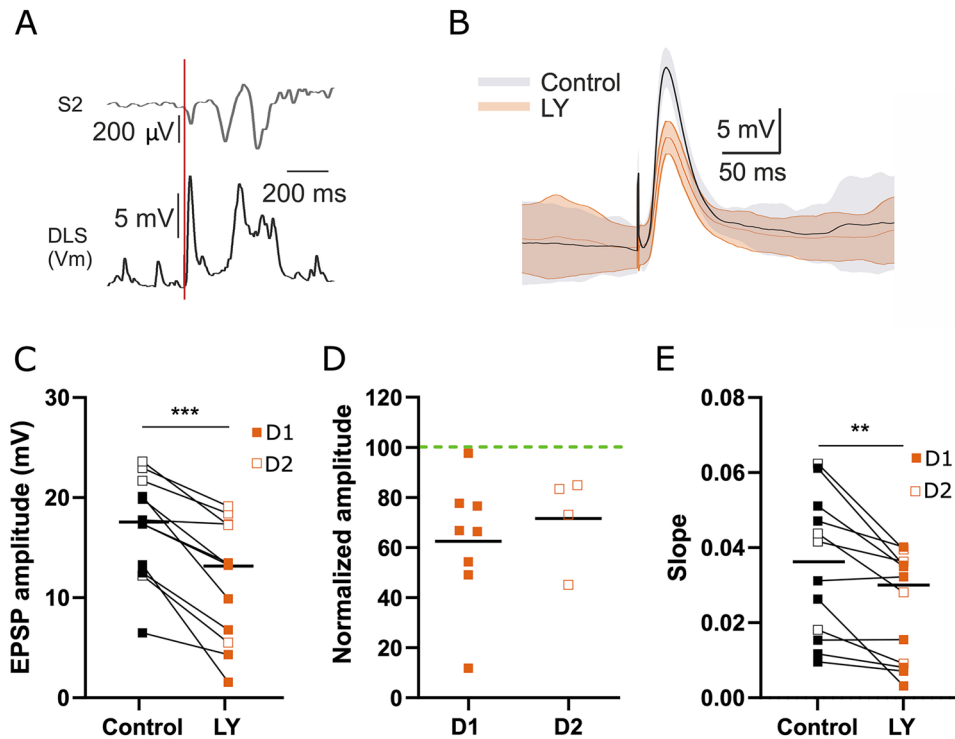 A
S2
200 µV
200 ms
5 mV
DLS
(Vm)
B
Control
LY
5 mV
50 ms
C
EPSP amplitude (mV)
30
20
10
0
***
D1
D2
Control
LY
D
Normalized amplitude
120
100
80
60
40
20
0
D1
D2
E
Slope
0.08
0.06
0.04
0.02
0.00
**
D1
D2
Control
LY